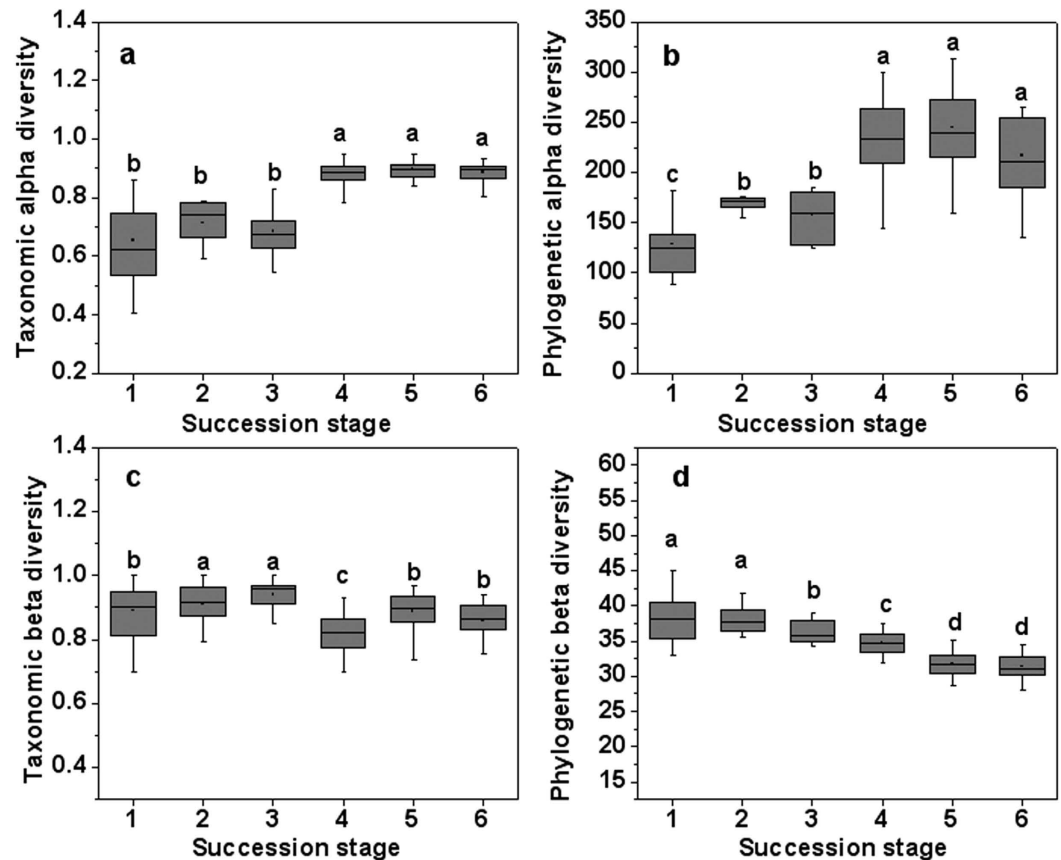 a
Taxonomic alpha diversity
1.4
1.2
1.0
0.8
0.6
0.4
0.2
b b b a a a
1 2 3 4 5 6
Succession stage
b
Phylogenetic alpha diversity
350
300
250
200
150
100
50
0
c b b a a a
1 2 3 4 5 6
Succession stage
c
Taxonomic beta diversity
1.4
1.2
1.0
0.8
0.6
0.4
b a a c b b
1 2 3 4 5 6
Succession stage
d
Phylogenetic beta diversity
60
55
50
45
40
35
30
25
20
15
a a b c d d
1 2 3 4 5 6
Succession stage